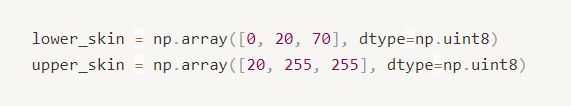 lower_skin = np.array([0, 20, 70], dtype=np.uint8)
upper_skin = np.array([20, 255, 255], dtype=np.uint8)